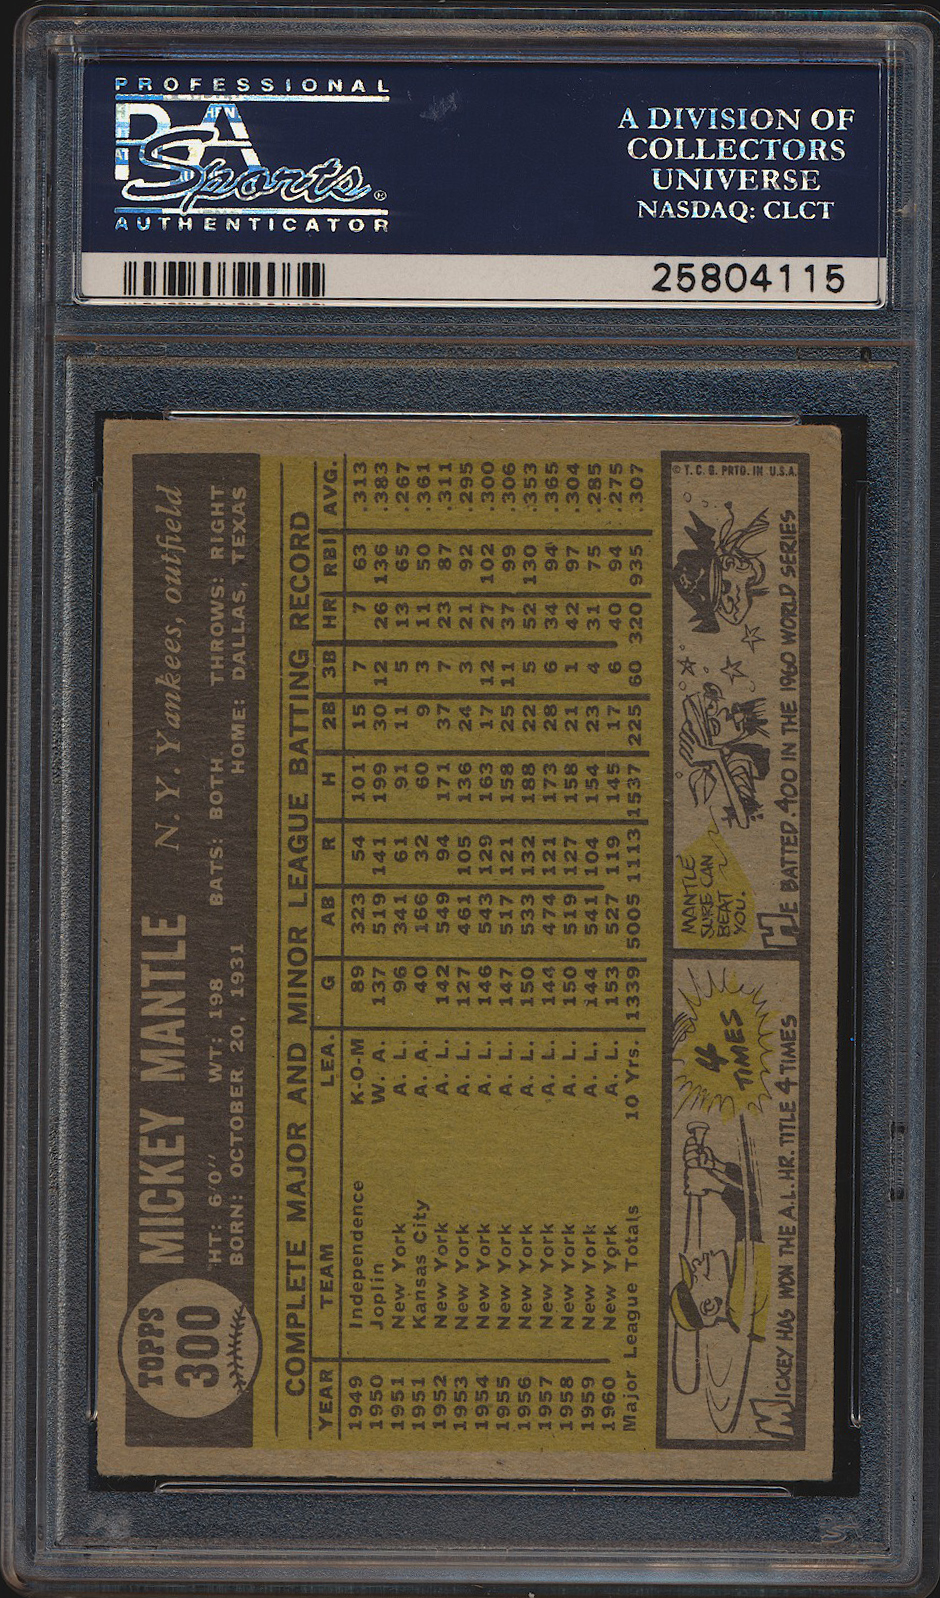 PROFESSIONAL
PSA
Sports®
AUTHENTICATOR
A DIVISION OF
COLLECTORS
UNIVERSE
NASDAQ: CLCT
25804115
TOPPS
300
MICKEY MANTLE N. Y. Yankees, outfield
HT: 6'0" WT: 198 BATS: BOTH THROWS: RIGHT
BORN: OCTOBER 20, 1931 HOME: DALLAS, TEXAS
COMPLETE MAJOR AND MINOR LEAGUE BATTING RECORD
YEAR TEAM LEA. G AB R H 2B 3B HR RBI AVG.
1949 Independence K-O-M 89 323 54 101 15 7 7 63 .313
1950 Joplin W. A. 137 519 141 199 30 12 26 136 .383
1951 New York A. L. 96 341 61 91 11 5 13 65 .267
1951 Kansas City A. A. 40 166 32 60 9 3 11 50 .361
1952 New York A. L. 142 549 94 171 37 7 23 87 .311
1953 New York A. L. 127 461 105 136 24 3 21 92 .295
1954 New York A. L. 146 543 129 163 17 12 27 102 .300
1955 New York A. L. 147 517 121 158 25 11 37 99 .306
1956 New York A. L. 150 533 132 188 22 5 52 130 .353
1957 New York A. L. 144 474 121 173 28 6 34 94 .365
1958 New York A. L. 150 519 127 158 21 1 42 97 .304
1959 New York A. L. 144 541 104 154 23 4 31 75 .285
1960 New York A. L. 153 527 119 145 17 6 40 94 .275
Major League Totals 10 Yrs. 1339 5005 1113 1537 225 60 320 935 .307
4
TIMES
MICKEY HAS WON THE A.L. HR. TITLE 4 TIMES
MANTLE
SURE CAN
BEAT
YOU.
HE BATTED .400 IN THE 1960 WORLD SERIES
© T. C. G. PRTD. IN U.S.A.